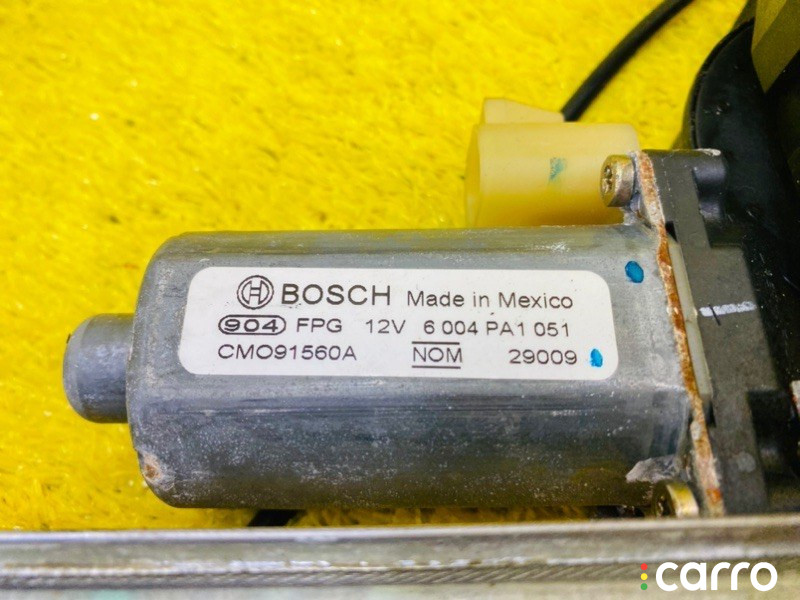 BOSCH Made in Mexico
904 FPG 12V 6 004 PA1 051
CMO91560A NOM 29009
carro